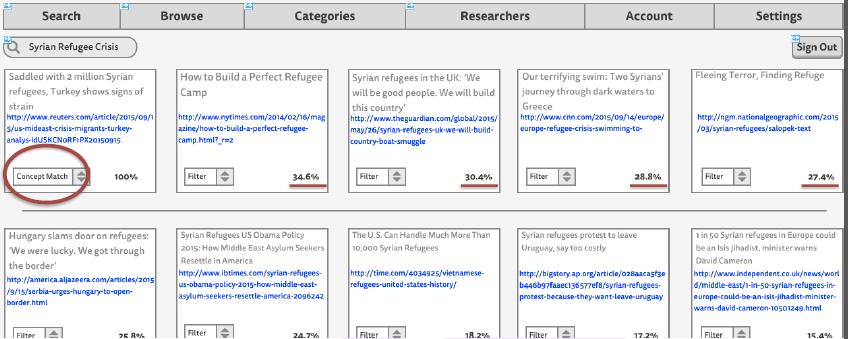 Search Browse Categories Researchers Account Settings
Syrian Refugee Crisis
Sign Out
Saddled with 2 million Syrian
refugees, Turkey shows signs of
strain
http://www.reuters.com/article/2015/09/1
5/us-mideast-crisis-migrants-turkey-
analys-idUSKCN0RF1PX20150915
Concept Match 100%
How to Build a Perfect Refugee
Camp
http://www.nytimes.com/2014/02/16/mag
azine/how-to-build-a-perfect-refugee-
camp.html?_r=2
Filter 34.6%
Syrian refugees in the UK: 'We
will be good people. We will build
this country'
http://www.theguardian.com/global/2015/
may/26/syrian-refugees-uk-we-will-build-
country-boat-smuggle
Filter 30.4%
Our terrifying swim: Two Syrians'
journey through dark waters to
Greece
http://www.cnn.com/2015/09/14/europe/
europe-refugee-crisis-swimming-to-
Filter 28.8%
Fleeing Terror, Finding Refuge
http://ngm.nationalgeographic.com/2015
/03/syrian-refugees/salopek-text
Filter 27.4%
Hungary slams door on refugees:
'We were lucky. We got through
the border'
http://america.aljazeera.com/articles/2015
/9/15/serbia-urges-hungary-to-open-
border.html
Filter 25.8%
Syrian Refugees US Obama Policy
2015: How Middle East Asylum Seekers
Resettle In America
http://www.ibtimes.com/syrian-refugees-
us-obama-policy-2015-how-middle-east-
asylum-seekers-resettle-america-2096242
Filter 24.7%
The U.S. Can Handle Much More Than
10,000 Syrian Refugees
http://time.com/4034925/vietnamese-
refugees-united-states-history/
Filter 18.2%
Syrian refugees protest to leave
Uruguay, say too costly
http://bigstory.ap.org/article/028aaca5f3e
b446b97faaec136577ef8/syrian-refugees-
protest-because-they-want-leave-uruguay
Filter 17.2%
1 in 50 Syrian refugees in Europe could
be an Isis jihadist, minister warns
David Cameron
http://www.independent.co.uk/news/worl
d/middle-east/1-in-50-syrian-refugees-in-
europe-could-be-an-isis-jihadist-minister-
warns-david-cameron-10501249.html
Filter 15.4%